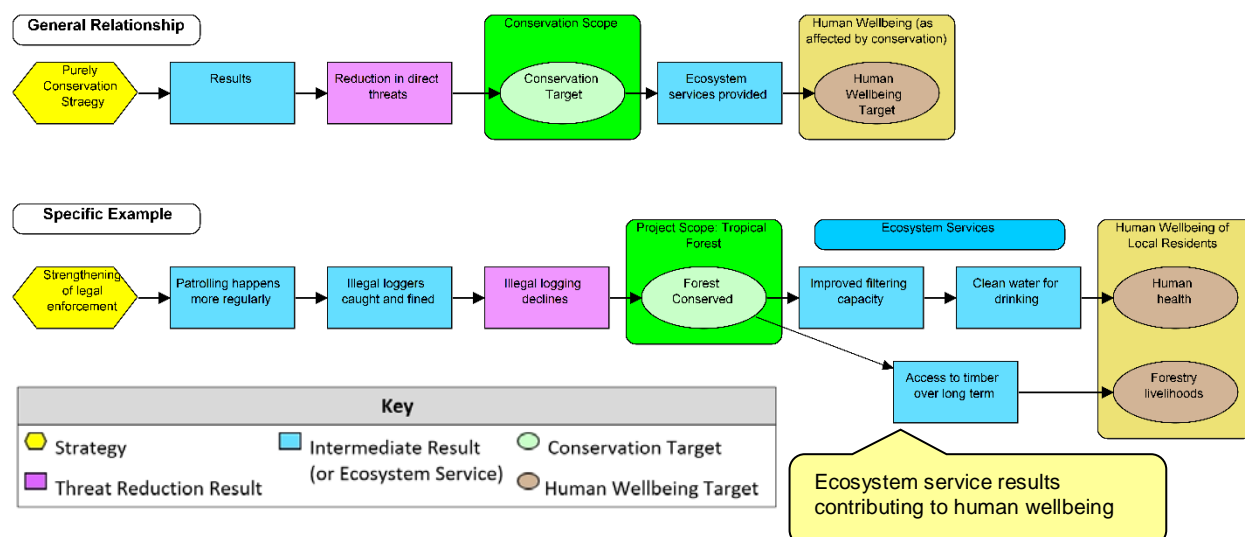 General Relationship
Conservation Scope
Human Wellbeing (as
affected by conservation)
Purely
Conservation
Straegy
Results
Reduction in direct
threats
Conservation
Target
Ecosystem
services provided
Human
Wellbeing
Target
Specific Example
Project Scope: Tropical
Forest
Ecosystem Services
Human Wellbeing of
Local Residents
Strengthening
of legal
enforcement
Patrolling happens
more regularly
Illegal loggers
caught and fined
Illegal logging
declines
Forest
Conserved
Improved filtering
capacity
Clean water for
drinking
Human
health
Access to timber
over long term
Forestry
livelihoods
Key
Strategy
Intermediate Result
(or Ecosystem Service)
Conservation Target
Threat Reduction Result
Human Wellbeing Target
Ecosystem service results
contributing to human wellbeing